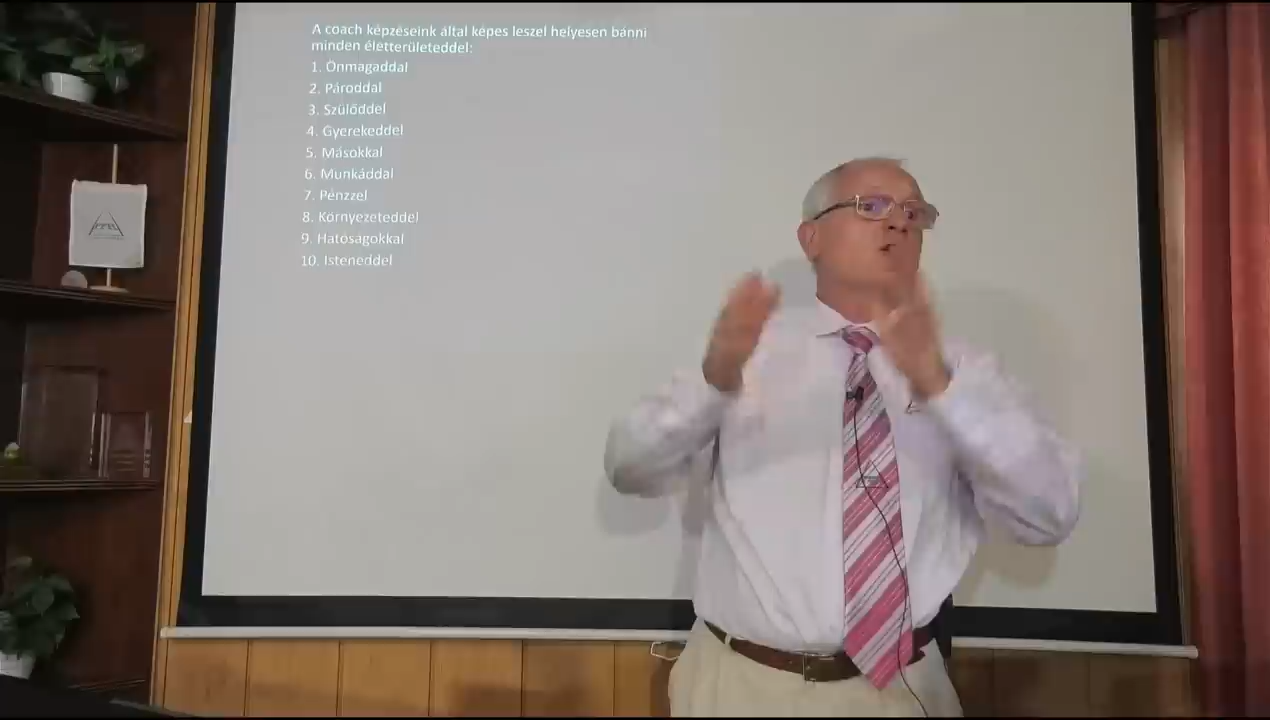 A coach képzéseink által képes leszel helyesen bánni
minden életterületeddel:
1. Önmagaddal
2. Pároddal
3. Szülőddel
4. Gyerekeddel
5. Másokkal
6. Munkáddal
7. Pénzzel
8. Környezeteddel
9. Hatóságokkal
10. Isteneddel